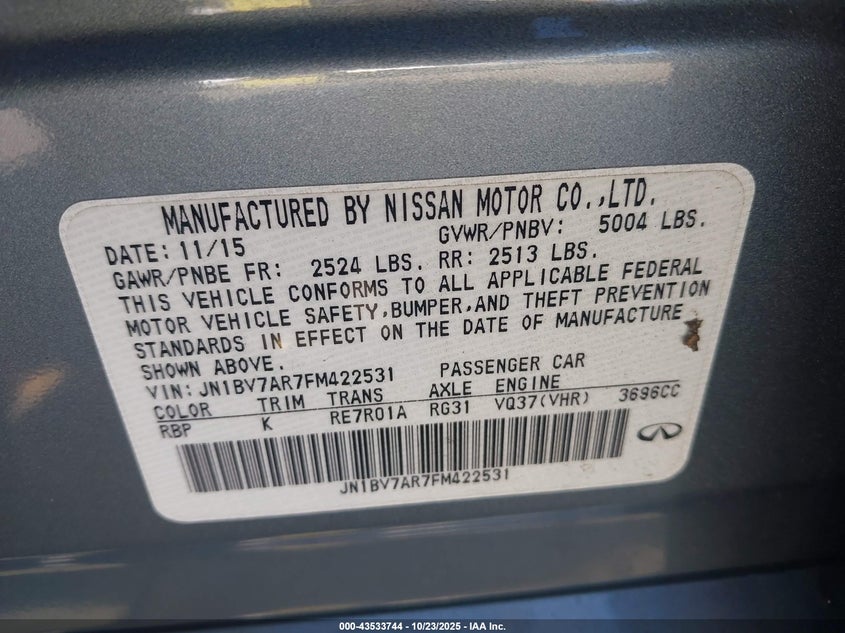 MANUFACTURED BY NISSAN MOTOR CO.,LTD.
DATE: 11/15 GVWR/PNBV: 5004 LBS.
GAWR/PNBE FR: 2524 LBS. RR: 2513 LBS.
THIS VEHICLE CONFORMS TO ALL APPLICABLE FEDERAL
MOTOR VEHICLE SAFETY,BUMPER,AND THEFT PREVENTION
STANDARDS IN EFFECT ON THE DATE OF MANUFACTURE
SHOWN ABOVE.
VIN: JN1BV7AR7FM422531 PASSENGER CAR
COLOR TRIM TRANS AXLE ENGINE
RBP K RE7R01A RG31 VQ37(VHR) 3696CC
JN1BV7AR7FM422531
000-43533744 - 10/23/2025 - IAA Inc.